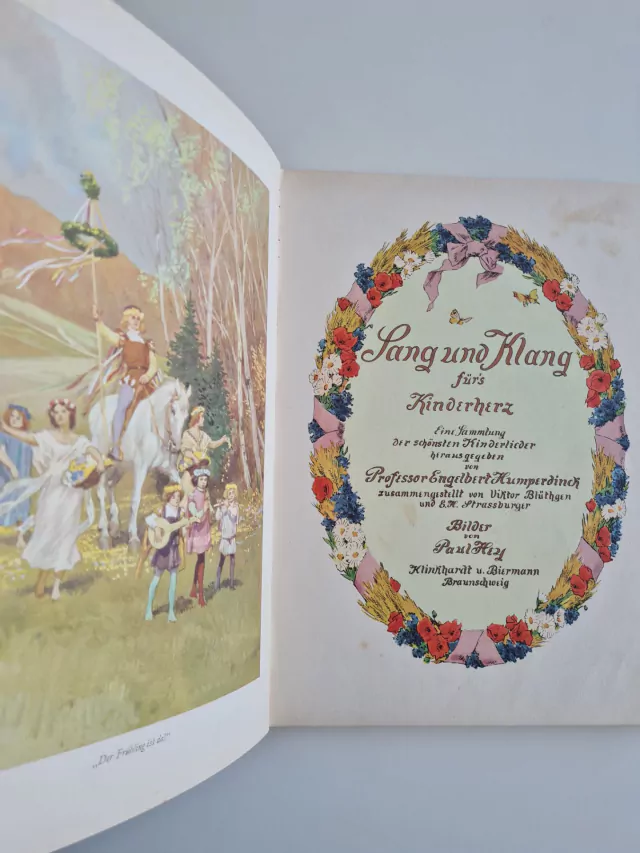 „Der Frühling ist da!"
Sang und Klang
für's
Kinderherz
Eine Sammlung
der schönsten Kinderlieder
herausgegeben
von
Professor Engelbert Humperdinck
zusammengestellt von Viktor Blüthgen
und E.H. Strassburger
Bilder
von
Paul Hey
Klinkhardt u. Biermann
Braunschweig